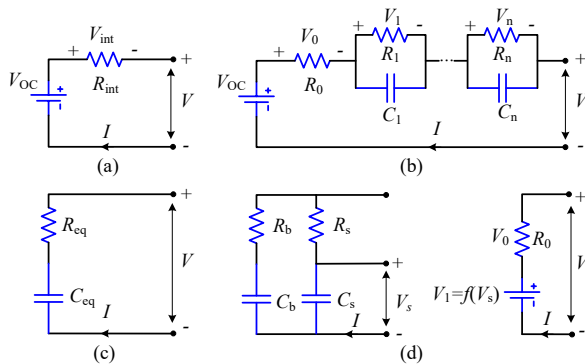 V_int
+ -
R_int
V_OC
+
-
+
V
I
-
(a)
V_0
+ -
R_0
V_1
+ -
R_1
C_1
V_n
+ -
R_n
C_n
V_OC
+
-
+
V
I
-
(b)
R_eq
C_eq
+
V
I
-
(c)
R_b
R_s
C_b
C_s
+
V_s
I
-
V_0
R_0
V_1=f(V_s)
+
-
+
V
I
-
(d)